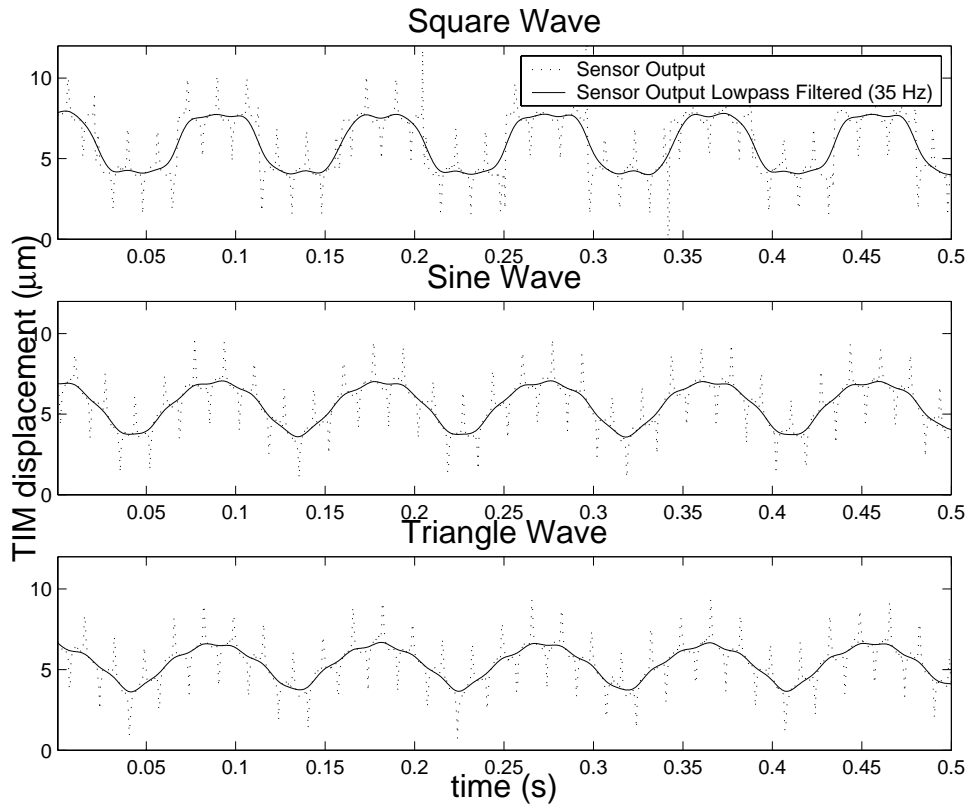 Square Wave
Sensor Output
Sensor Output Lowpass Filtered (35 Hz)
10
5
0
0.05 0.1 0.15 0.2 0.25 0.3 0.35 0.4 0.45 0.5
TIM displacement (μm)
Sine Wave
10
5
0
0.05 0.1 0.15 0.2 0.25 0.3 0.35 0.4 0.45 0.5
Triangle Wave
10
5
0
0.05 0.1 0.15 0.2 0.25 0.3 0.35 0.4 0.45 0.5
time (s)